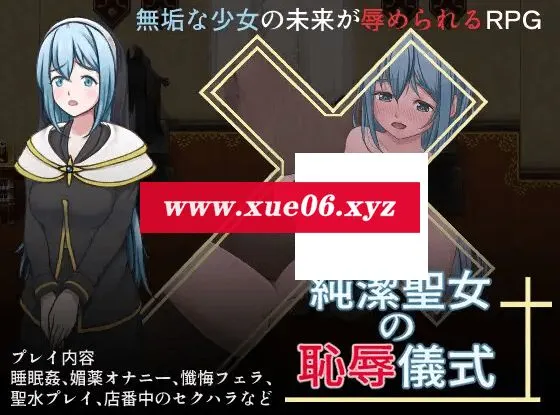 無垢な少女の未来が辱められるRPG
www.xue06.xyz
純潔聖女
の
恥辱儀式
プレイ内容
睡眠姦、媚薬オナニー、懺悔フェラ、
聖水プレイ、店番中のセクハラなど